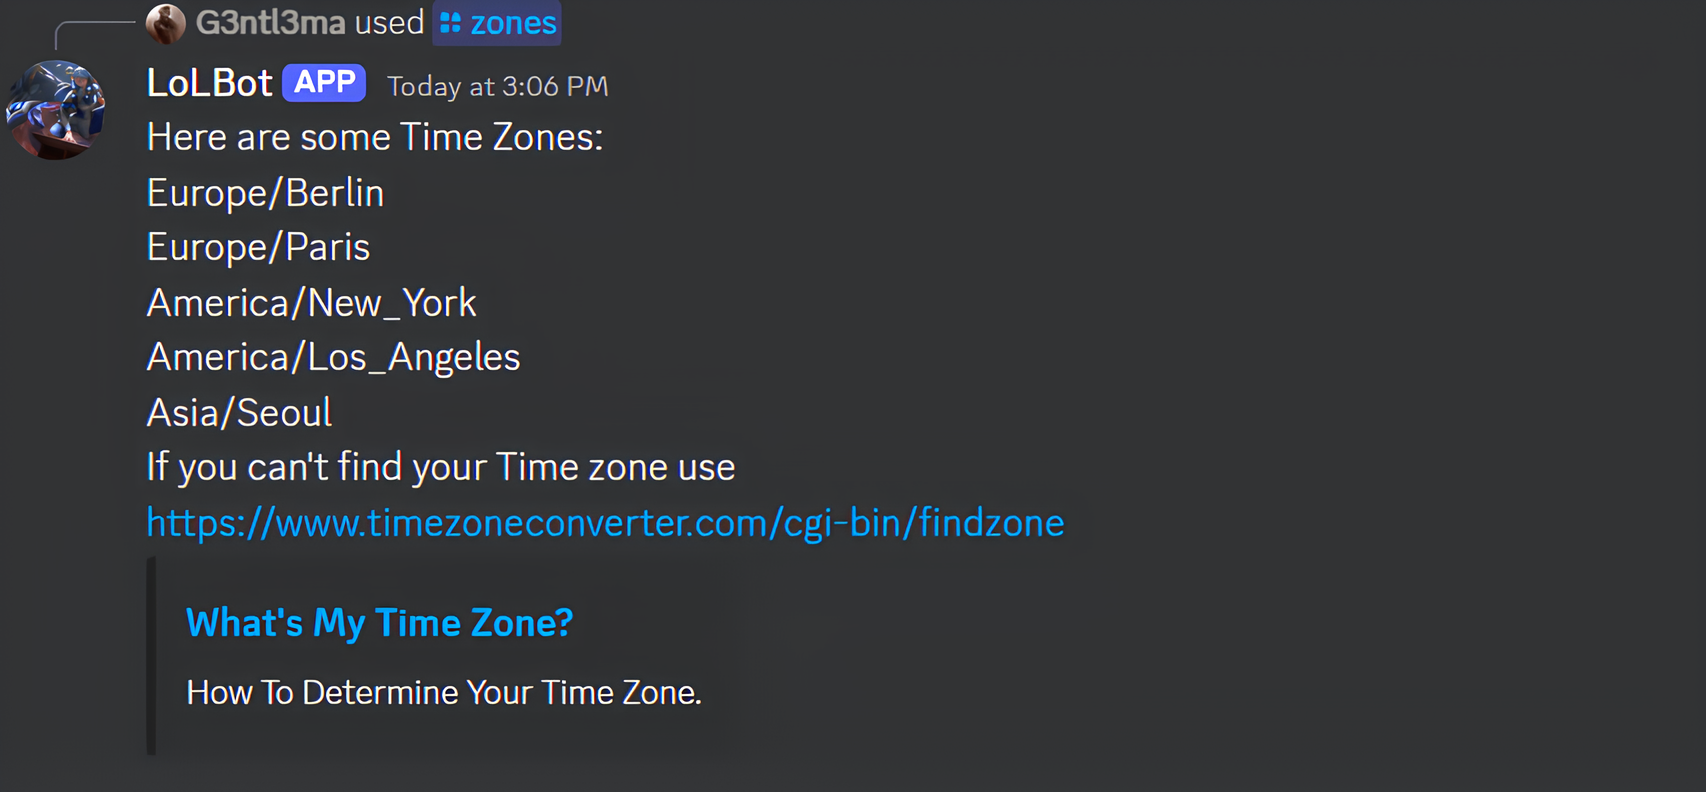 G3ntl3ma used zones
LoLBot APP Today at 3:06 PM
Here are some Time Zones:
Europe/Berlin
Europe/Paris
America/New_York
America/Los_Angeles
Asia/Seoul
If you can't find your Time zone use
https://www.timezoneconverter.com/cgi-bin/findzone
What's My Time Zone?
How To Determine Your Time Zone.